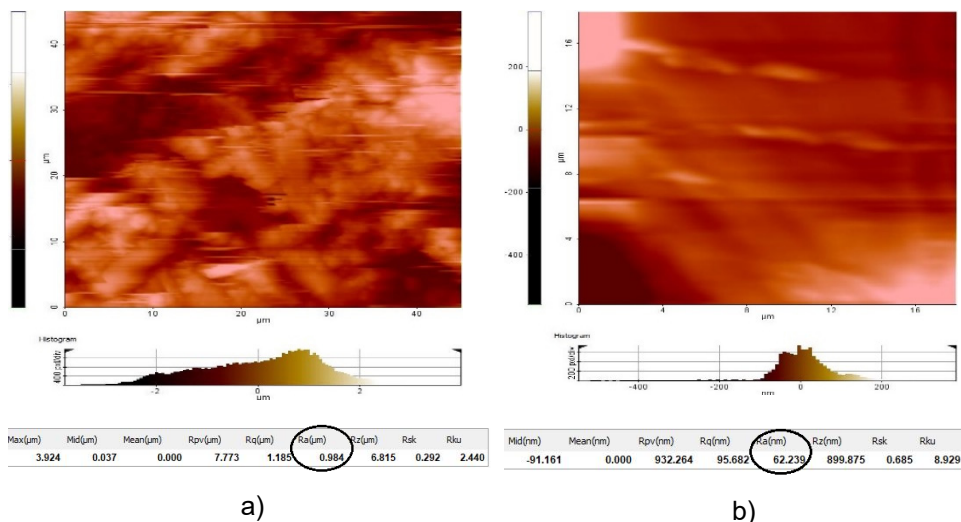 45
40
30
20
10
0
µm
0
10
20
30
40
µm
Histogram
400 pxl/div
-2
0
2
µm
Max(µm) Mid(µm) Mean(µm) Rpv(µm) Rq(µm) Ra(µm) Rz(µm) Rsk Rku
3.924 0.037 0.000 7.773 1.185 0.984 6.815 0.292 2.440
a)
200
0
-200
-400
16
12
8
4
0
µm
0
4
8
12
16
µm
Histogram
200 pxl/div
-400
-200
0
200
nm
Mid(nm) Mean(nm) Rpv(nm) Rq(nm) Ra(nm) Rz(nm) Rsk Rku
-91.161 0.000 932.264 95.682 62.239 899.875 0.685 8.929
b)